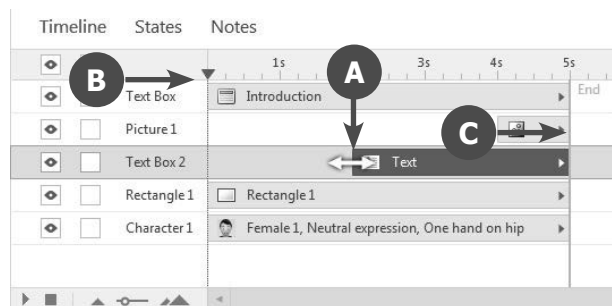 Timeline States Notes
1s 3s 4s 5s
B A C
Text Box Introduction End
Picture 1
Text Box 2 Text
Rectangle 1 Rectangle 1
Character 1 Female 1, Neutral expression, One hand on hip